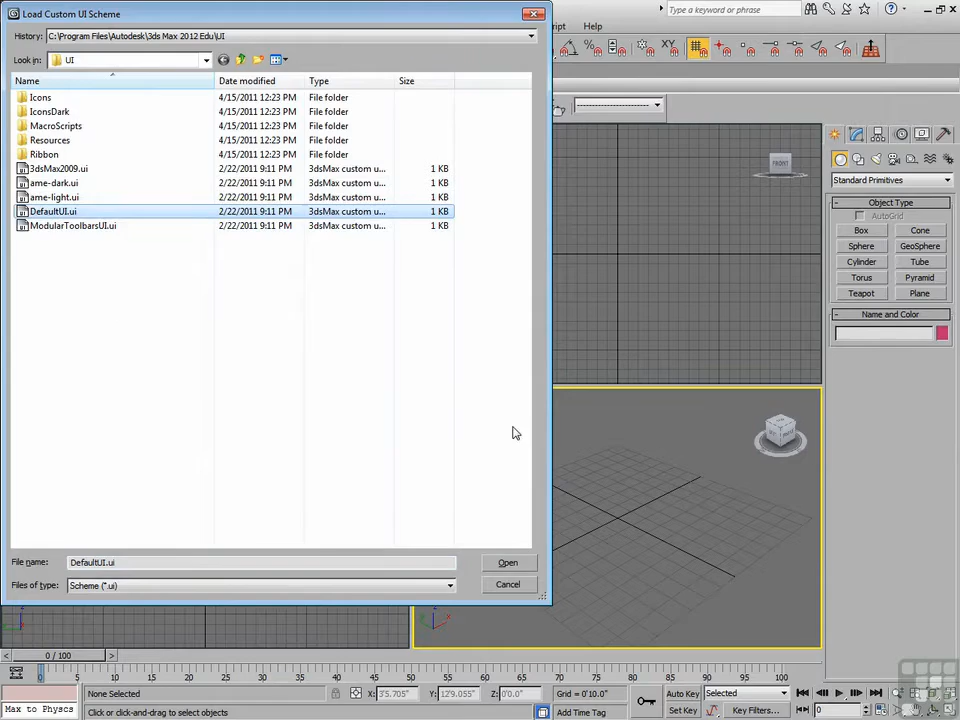 Load Custom UI Scheme
Type a keyword or phrase
History: C:\Program Files\Autodesk\3ds Max 2012 Edu\UI
Help
Look in: UI
Name Date modified Type Size
Icons 4/15/2011 12:23 PM File folder
IconsDark 4/15/2011 12:23 PM File folder
MacroScripts 4/15/2011 12:23 PM File folder
Resources 4/15/2011 12:23 PM File folder
Ribbon 4/15/2011 12:23 PM File folder
3dsMax2009.ui 2/22/2011 9:11 PM 3dsMax custom u... 1 KB
ame-dark.ui 2/22/2011 9:11 PM 3dsMax custom u... 1 KB
ame-light.ui 2/22/2011 9:11 PM 3dsMax custom u... 1 KB
DefaultUI.ui 2/22/2011 9:11 PM 3dsMax custom u... 1 KB
ModularToolbarsUI.ui 2/22/2011 9:11 PM 3dsMax custom u... 1 KB
File name: DefaultUI.ui Open
Files of type: Scheme (*.ui) Cancel
XY
FRONT
Standard Primitives
- Object Type
AutoGrid
Box Cone
Sphere GeoSphere
Cylinder Tube
Torus Pyramid
Teapot Plane
- Name and Color
< 0 / 100 >
0 5 10 15 20 25 30 35 40 45 50 55 60 65 70 75 80 85 90 95 100
None Selected X: 3'5.705" Y: 12'9.055" Z: 0'0.0" Grid = 0'10.0" Auto Key Selected
Max to Physcs Click or click-and-drag to select objects Add Time Tag Set Key Key Filters... 0